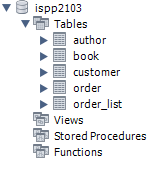 ispp2103
Tables
author
book
customer
order
order_list
Views
Stored Procedures
Functions